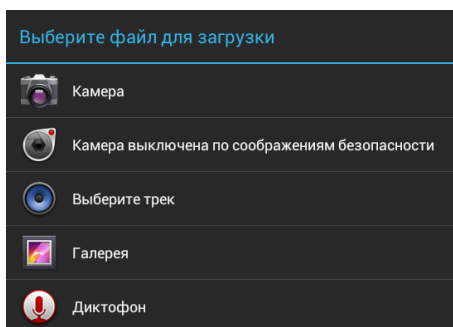 Выберите файл для загрузки
Камера
Камера выключена по соображениям безопасности
Выберите трек
Галерея
Диктофон